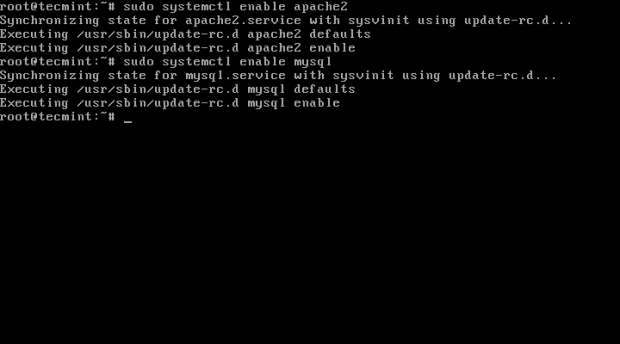 root@tecmint:~# sudo systemctl enable apache2
Synchronizing state for apache2.service with sysvinit using update-rc.d...
Executing /usr/sbin/update-rc.d apache2 defaults
Executing /usr/sbin/update-rc.d apache2 enable
root@tecmint:~# sudo systemctl enable mysql
Synchronizing state for mysql.service with sysvinit using update-rc.d...
Executing /usr/sbin/update-rc.d mysql defaults
Executing /usr/sbin/update-rc.d mysql enable
root@tecmint:~# _